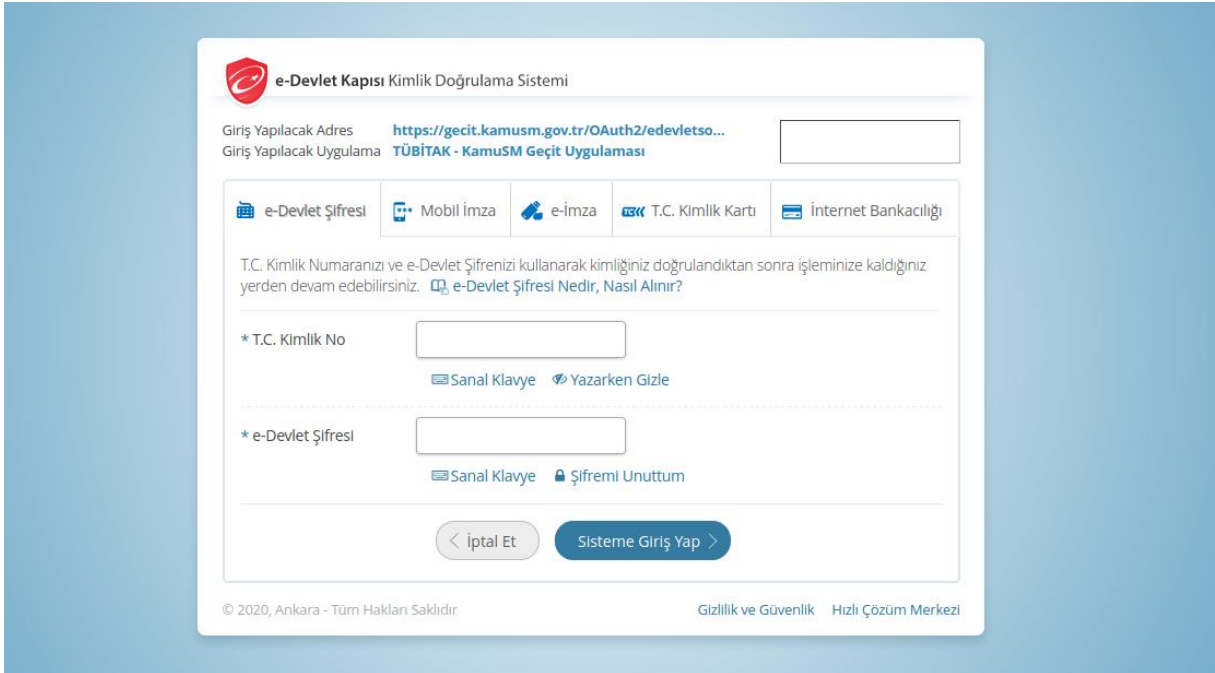 e-Devlet Kapısı Kimlik Doğrulama Sistemi
Giriş Yapılacak Adres https://gecit.kamusm.gov.tr/OAuth2/edevletso...
Giriş Yapılacak Uygulama TÜBİTAK - KamuSM Geçit Uygulaması
e-Devlet Şifresi Mobil İmza e-İmza T.C. Kimlik Kartı İnternet Bankacılığı
T.C. Kimlik Numaranızı ve e-Devlet Şifrenizi kullanarak kimliğiniz doğrulandıktan sonra işleminize kaldığınız
yerden devam edebilirsiniz. e-Devlet Şifresi Nedir, Nasıl Alınır?
* T.C. Kimlik No
Sanal Klavye Yazarken Gizle
* e-Devlet Şifresi
Sanal Klavye Şifremi Unuttum
İptal Et Sisteme Giriş Yap
© 2020, Ankara - Tüm Hakları Saklıdır Gizlilik ve Güvenlik Hızlı Çözüm Merkezi